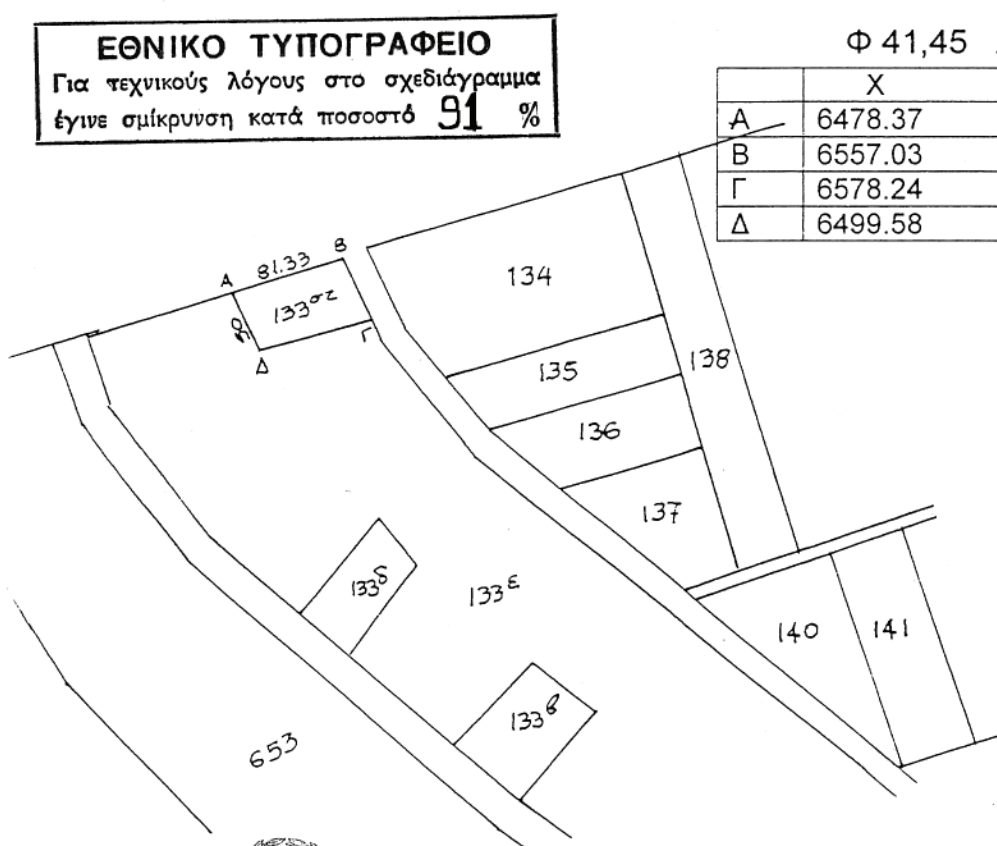 ΕΘΝΙΚΟ ΤΥΠΟΓΡΑΦΕΙΟ
Για τεχνικούς λόγους στο σχεδιάγραμμα
έγινε σμίκρυνση κατά ποσοστό 91 %
Φ 41,45
Χ
Α 6478.37
Β 6557.03
Γ 6578.24
Δ 6499.58
Α 81.33 Β
133στ
Γ
Δ
134
135
136
137
138
133δ
133ε
140
141
133β
653